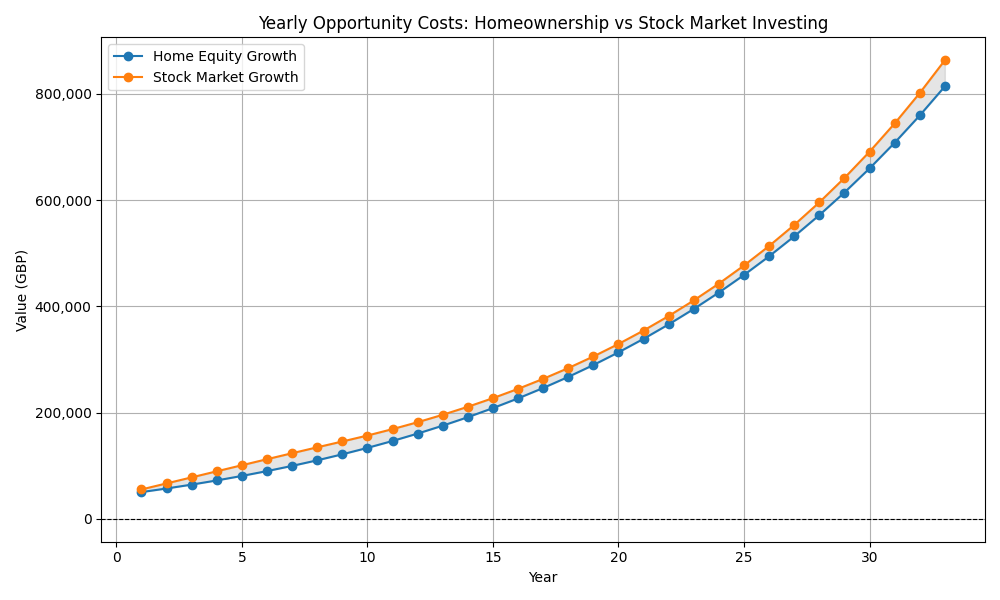 Yearly Opportunity Costs: Homeownership vs Stock Market Investing
Home Equity Growth
Stock Market Growth
800,000
600,000
400,000
200,000
0
Value (GBP)
0 5 10 15 20 25 30
Year